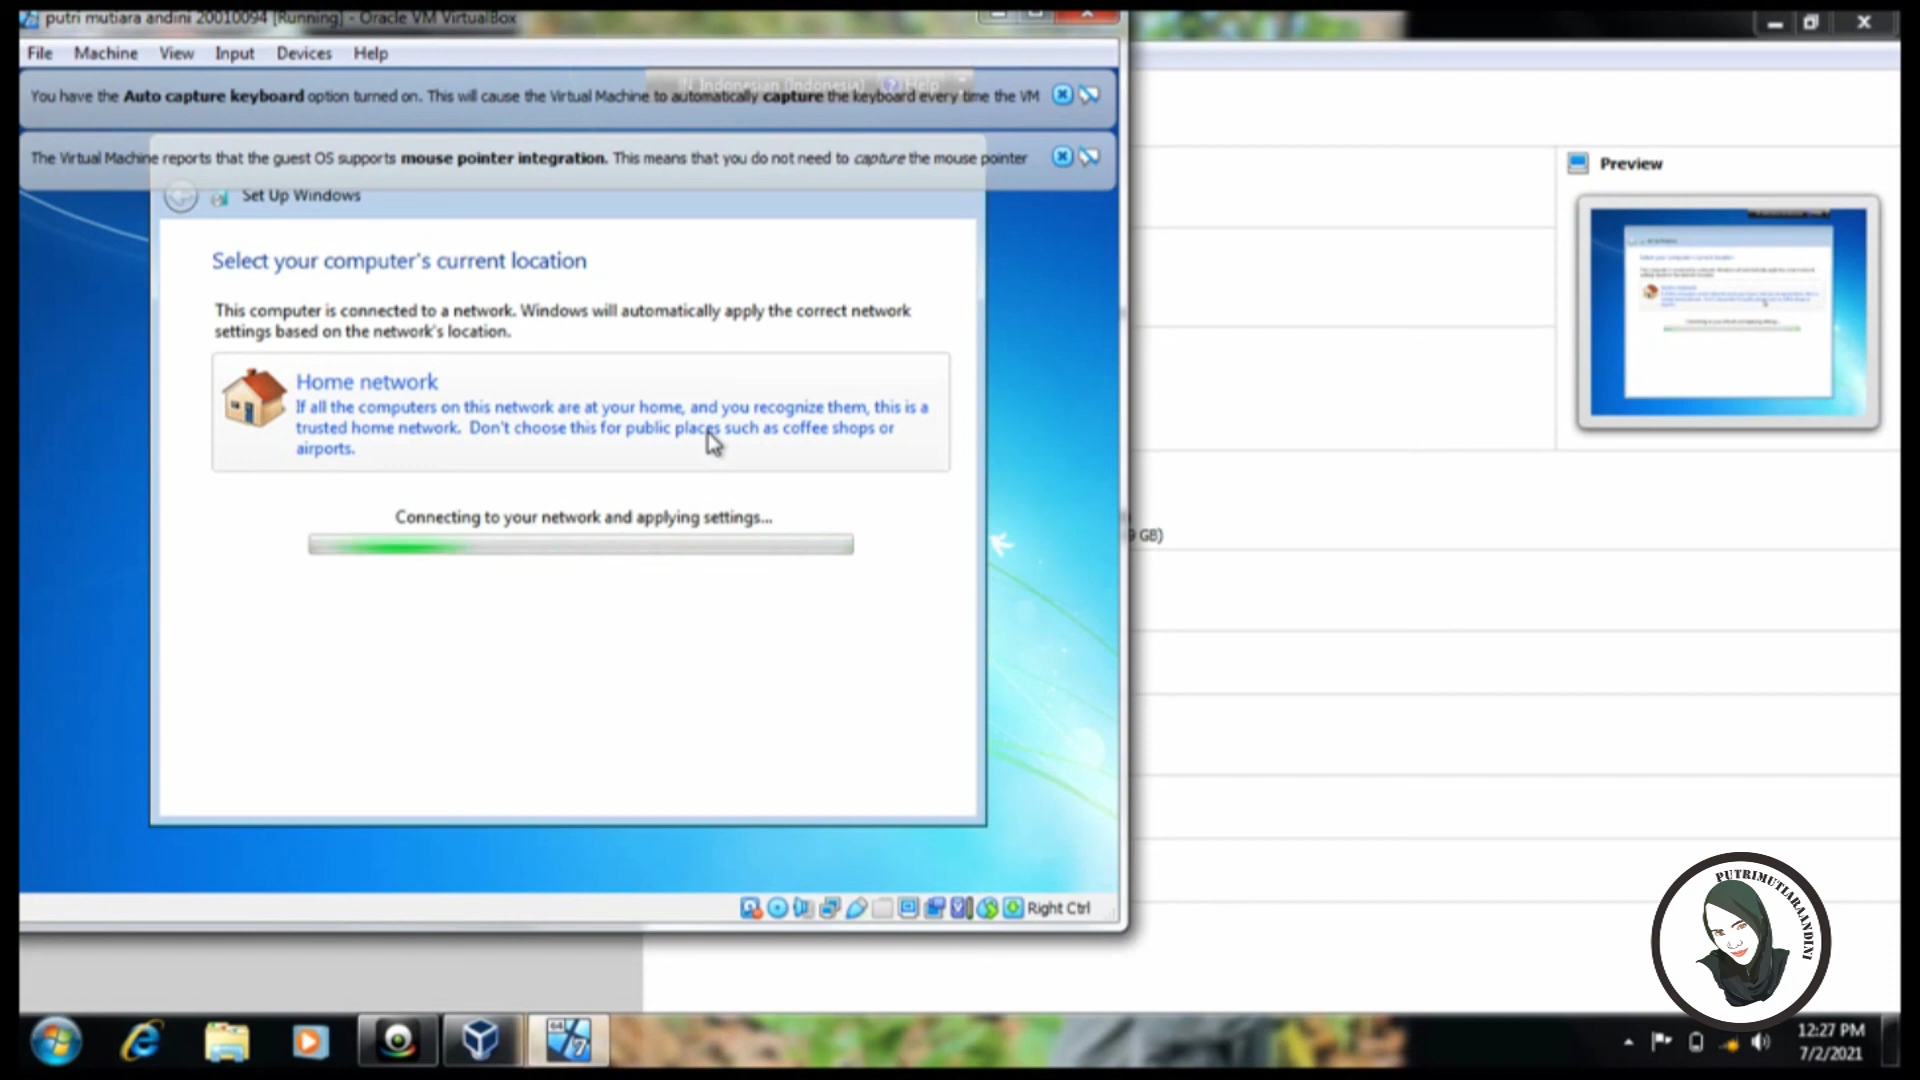 putri mutiara andini 20010094 [Running] - Oracle VM VirtualBox
File Machine View Input Devices Help
Indonesian (Indonesia) Help
You have the Auto capture keyboard option turned on. This will cause the Virtual Machine to automatically capture the keyboard every time the VM
The Virtual Machine reports that the guest OS supports mouse pointer integration. This means that you do not need to capture the mouse pointer
Set Up Windows
Select your computer's current location
This computer is connected to a network. Windows will automatically apply the correct network
settings based on the network's location.
Home network
If all the computers on this network are at your home, and you recognize them, this is a
trusted home network. Don't choose this for public places such as coffee shops or
airports.
Connecting to your network and applying settings...
Right Ctrl
Preview
GB)
PUTRIMUTIARAANDINI
64
7
12:27 PM
7/2/2021